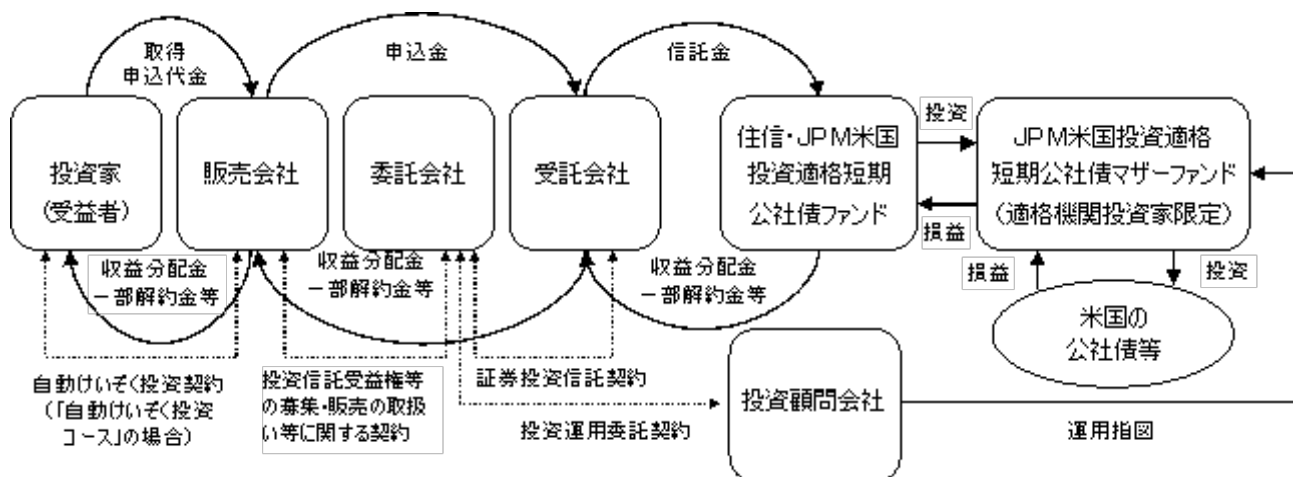 取得
申込代金
申込金
信託金
投資家
(受益者)
販売会社
委託会社
受託会社
住信・JPM米国
投資適格短期
公社債ファンド
投資
損益
JPM米国投資適格
短期公社債マザーファンド
(適格機関投資家限定)
収益分配金
一部解約金等
収益分配金
一部解約金等
収益分配金
一部解約金等
損益
投資
米国の
公社債等
自動けいぞく投資契約
(「自動けいぞく投資
コース」の場合)
投資信託受益権等
の募集・販売の取扱
い等に関する契約
証券投資信託契約
投資運用委託契約
投資顧問会社
運用指図